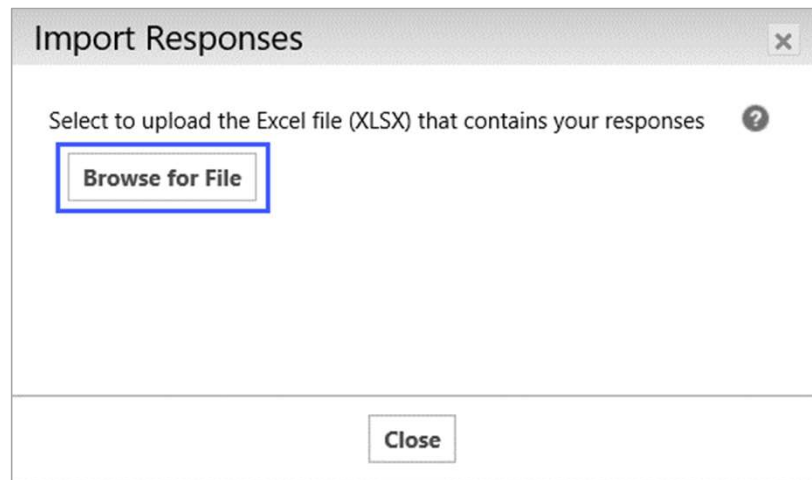 Import Responses
Select to upload the Excel file (XLSX) that contains your responses
Browse for File
Close